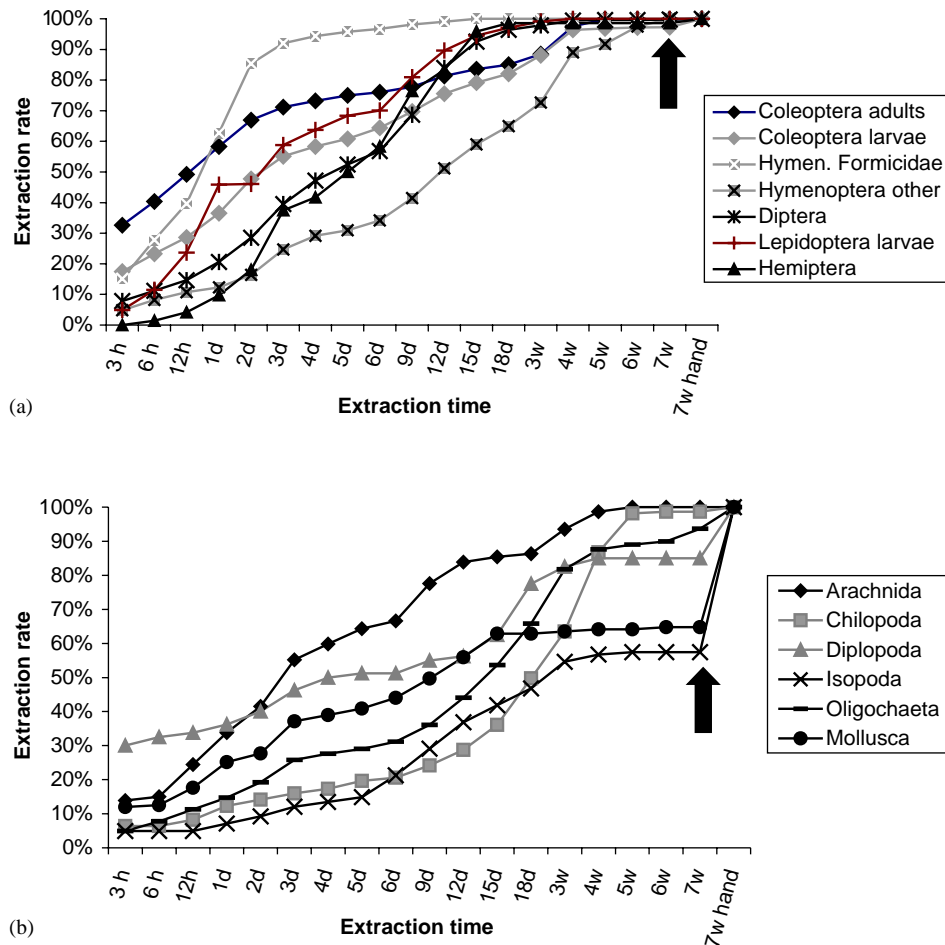 100%
90%
80%
70%
60%
50%
40%
30%
20%
10%
0%
Extraction rate
3 h
6 h
12h
1d
2d
3d
4d
5d
6d
9d
12d
15d
18d
3w
4w
5w
6w
7w
7w hand
Extraction time
(a)
Coleoptera adults
Coleoptera larvae
Hymen. Formicidae
Hymenoptera other
Diptera
Lepidoptera larvae
Hemiptera
100%
90%
80%
70%
60%
50%
40%
30%
20%
10%
0%
Extraction rate
3 h
6 h
12h
1d
2d
3d
4d
5d
6d
9d
12d
15d
18d
3w
4w
5w
6w
7w
7w hand
Extraction time
(b)
Arachnida
Chilopoda
Diplopoda
Isopoda
Oligochaeta
Mollusca